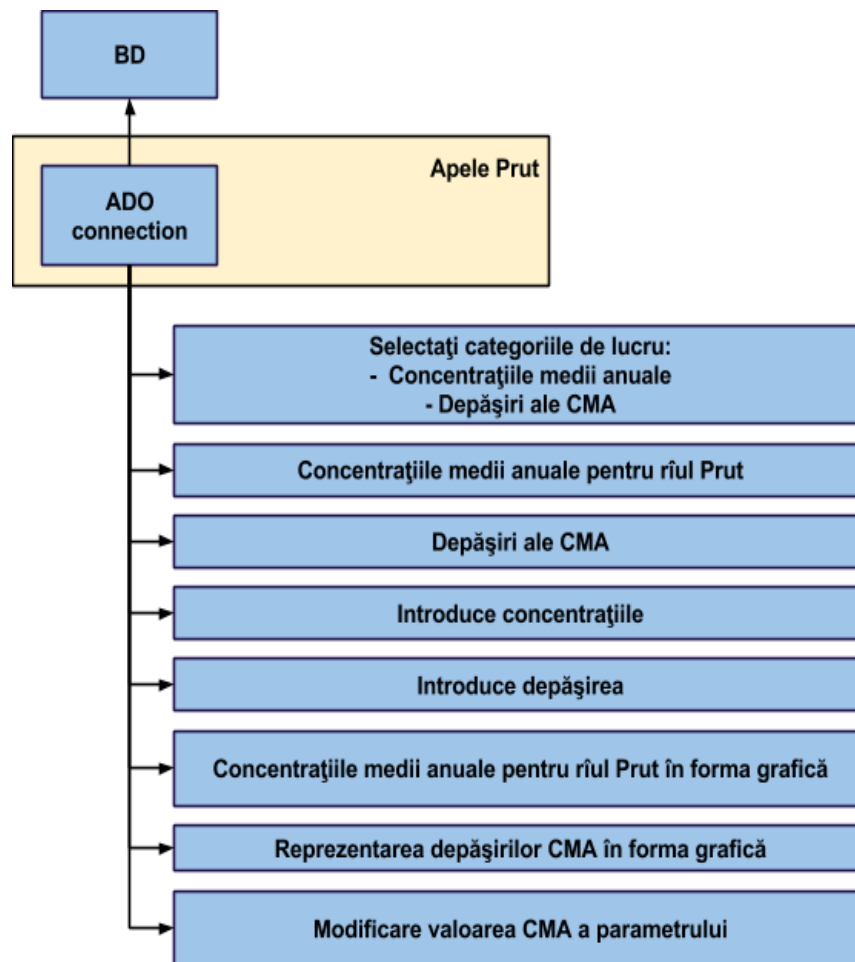 BD
Apele Prut
ADO
connection
Selectaţi categoriile de lucru:
- Concentraţiile medii anuale
- Depăşiri ale CMA
Concentraţiile medii anuale pentru rîul Prut
Depăşiri ale CMA
Introduce concentraţiile
Introduce depăşirea
Concentraţiile medii anuale pentru rîul Prut în forma grafică
Reprezentarea depăşirilor CMA în forma grafică
Modificare valoarea CMA a parametrului